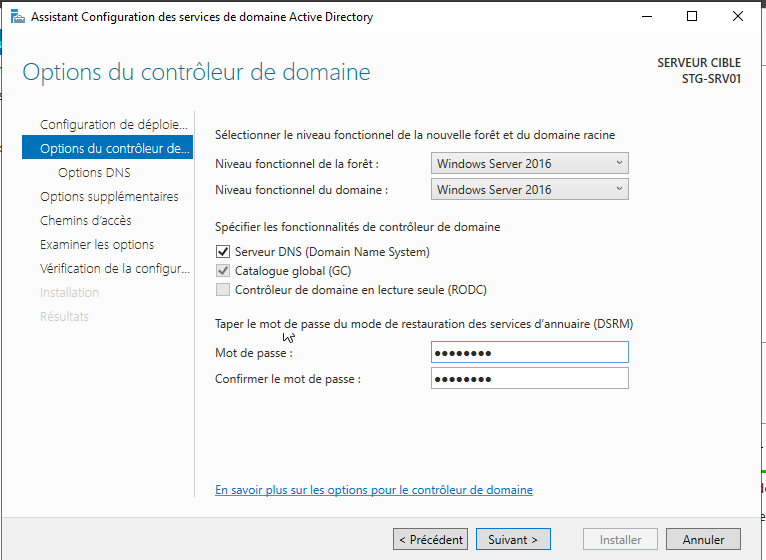 Assistant Configuration des services de domaine Active Directory
Options du contrôleur de domaine
SERVEUR CIBLE
STG-SRV01
Configuration de déploie...
Options du contrôleur de...
Options DNS
Options supplémentaires
Chemins d'accès
Examiner les options
Vérification de la configur...
Installation
Résultats
Sélectionner le niveau fonctionnel de la nouvelle forêt et du domaine racine
Niveau fonctionnel de la forêt : Windows Server 2016
Niveau fonctionnel du domaine : Windows Server 2016
Spécifier les fonctionnalités de contrôleur de domaine
Serveur DNS (Domain Name System)
Catalogue global (GC)
Contrôleur de domaine en lecture seule (RODC)
Taper le mot de passe du mode de restauration des services d'annuaire (DSRM)
Mot de passe : ●●●●●●●●
Confirmer le mot de passe : ●●●●●●●●
En savoir plus sur les options pour le contrôleur de domaine
< Précédent Suivant > Installer Annuler